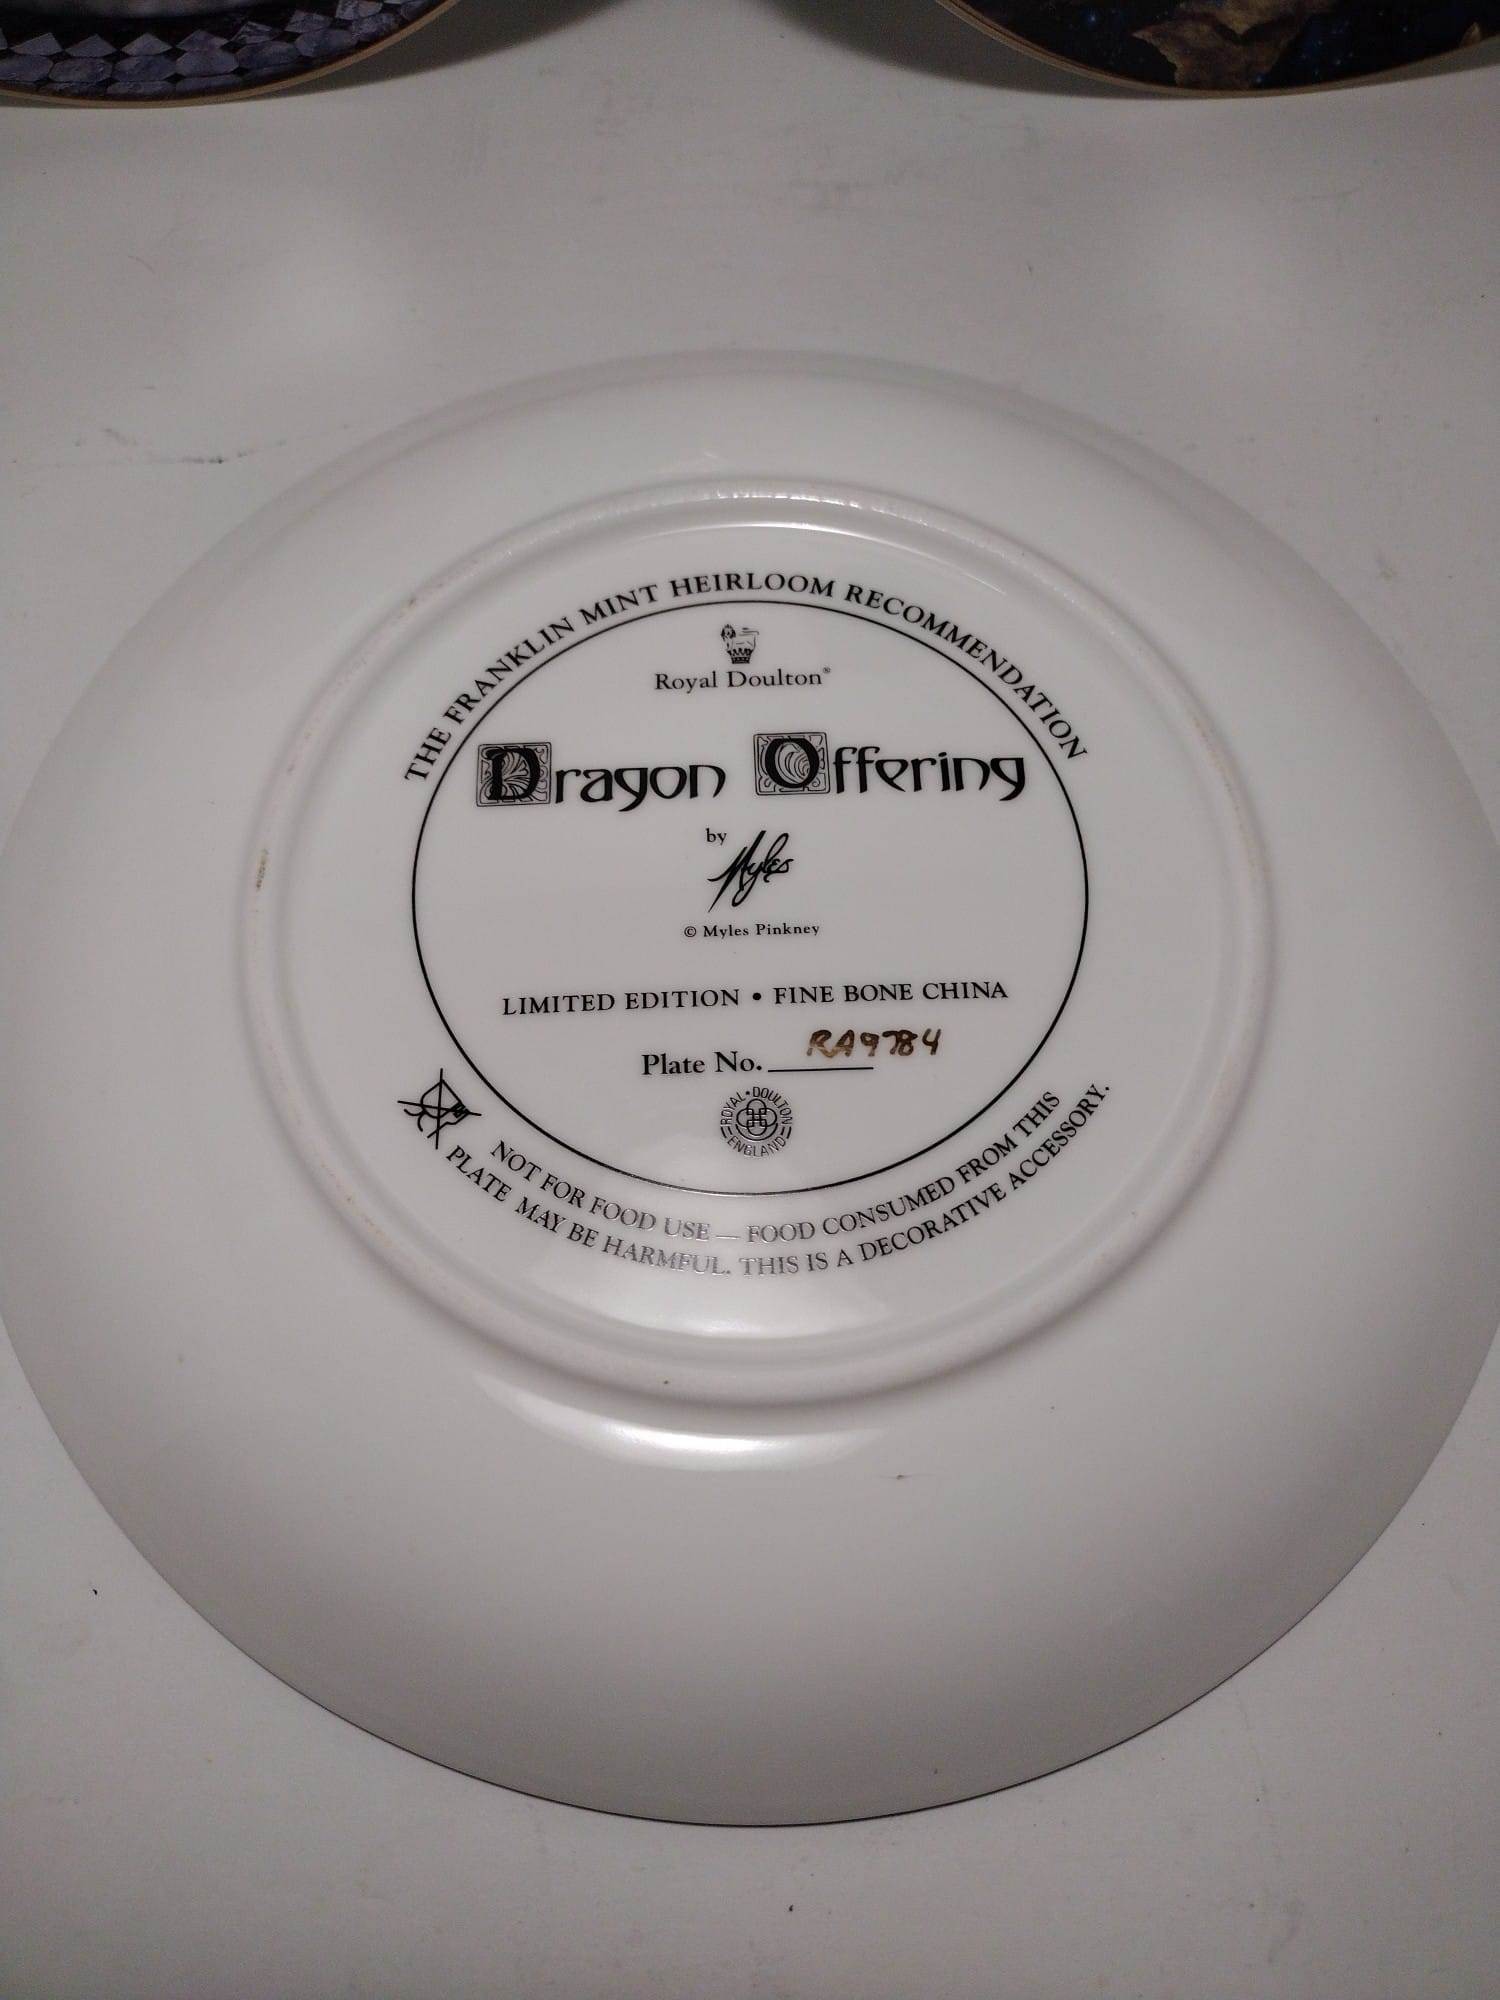 THE FRANKLIN MINT HEIRLOOM RECOMMENDATION
Royal Doulton®
Dragon Offering
by
Myles
© Myles Pinkney
LIMITED EDITION • FINE BONE CHINA
Plate No. RA9784
ROYAL • DOULTON
ENGLAND
NOT FOR FOOD USE — FOOD CONSUMED FROM THIS
PLATE MAY BE HARMFUL. THIS IS A DECORATIVE ACCESSORY.